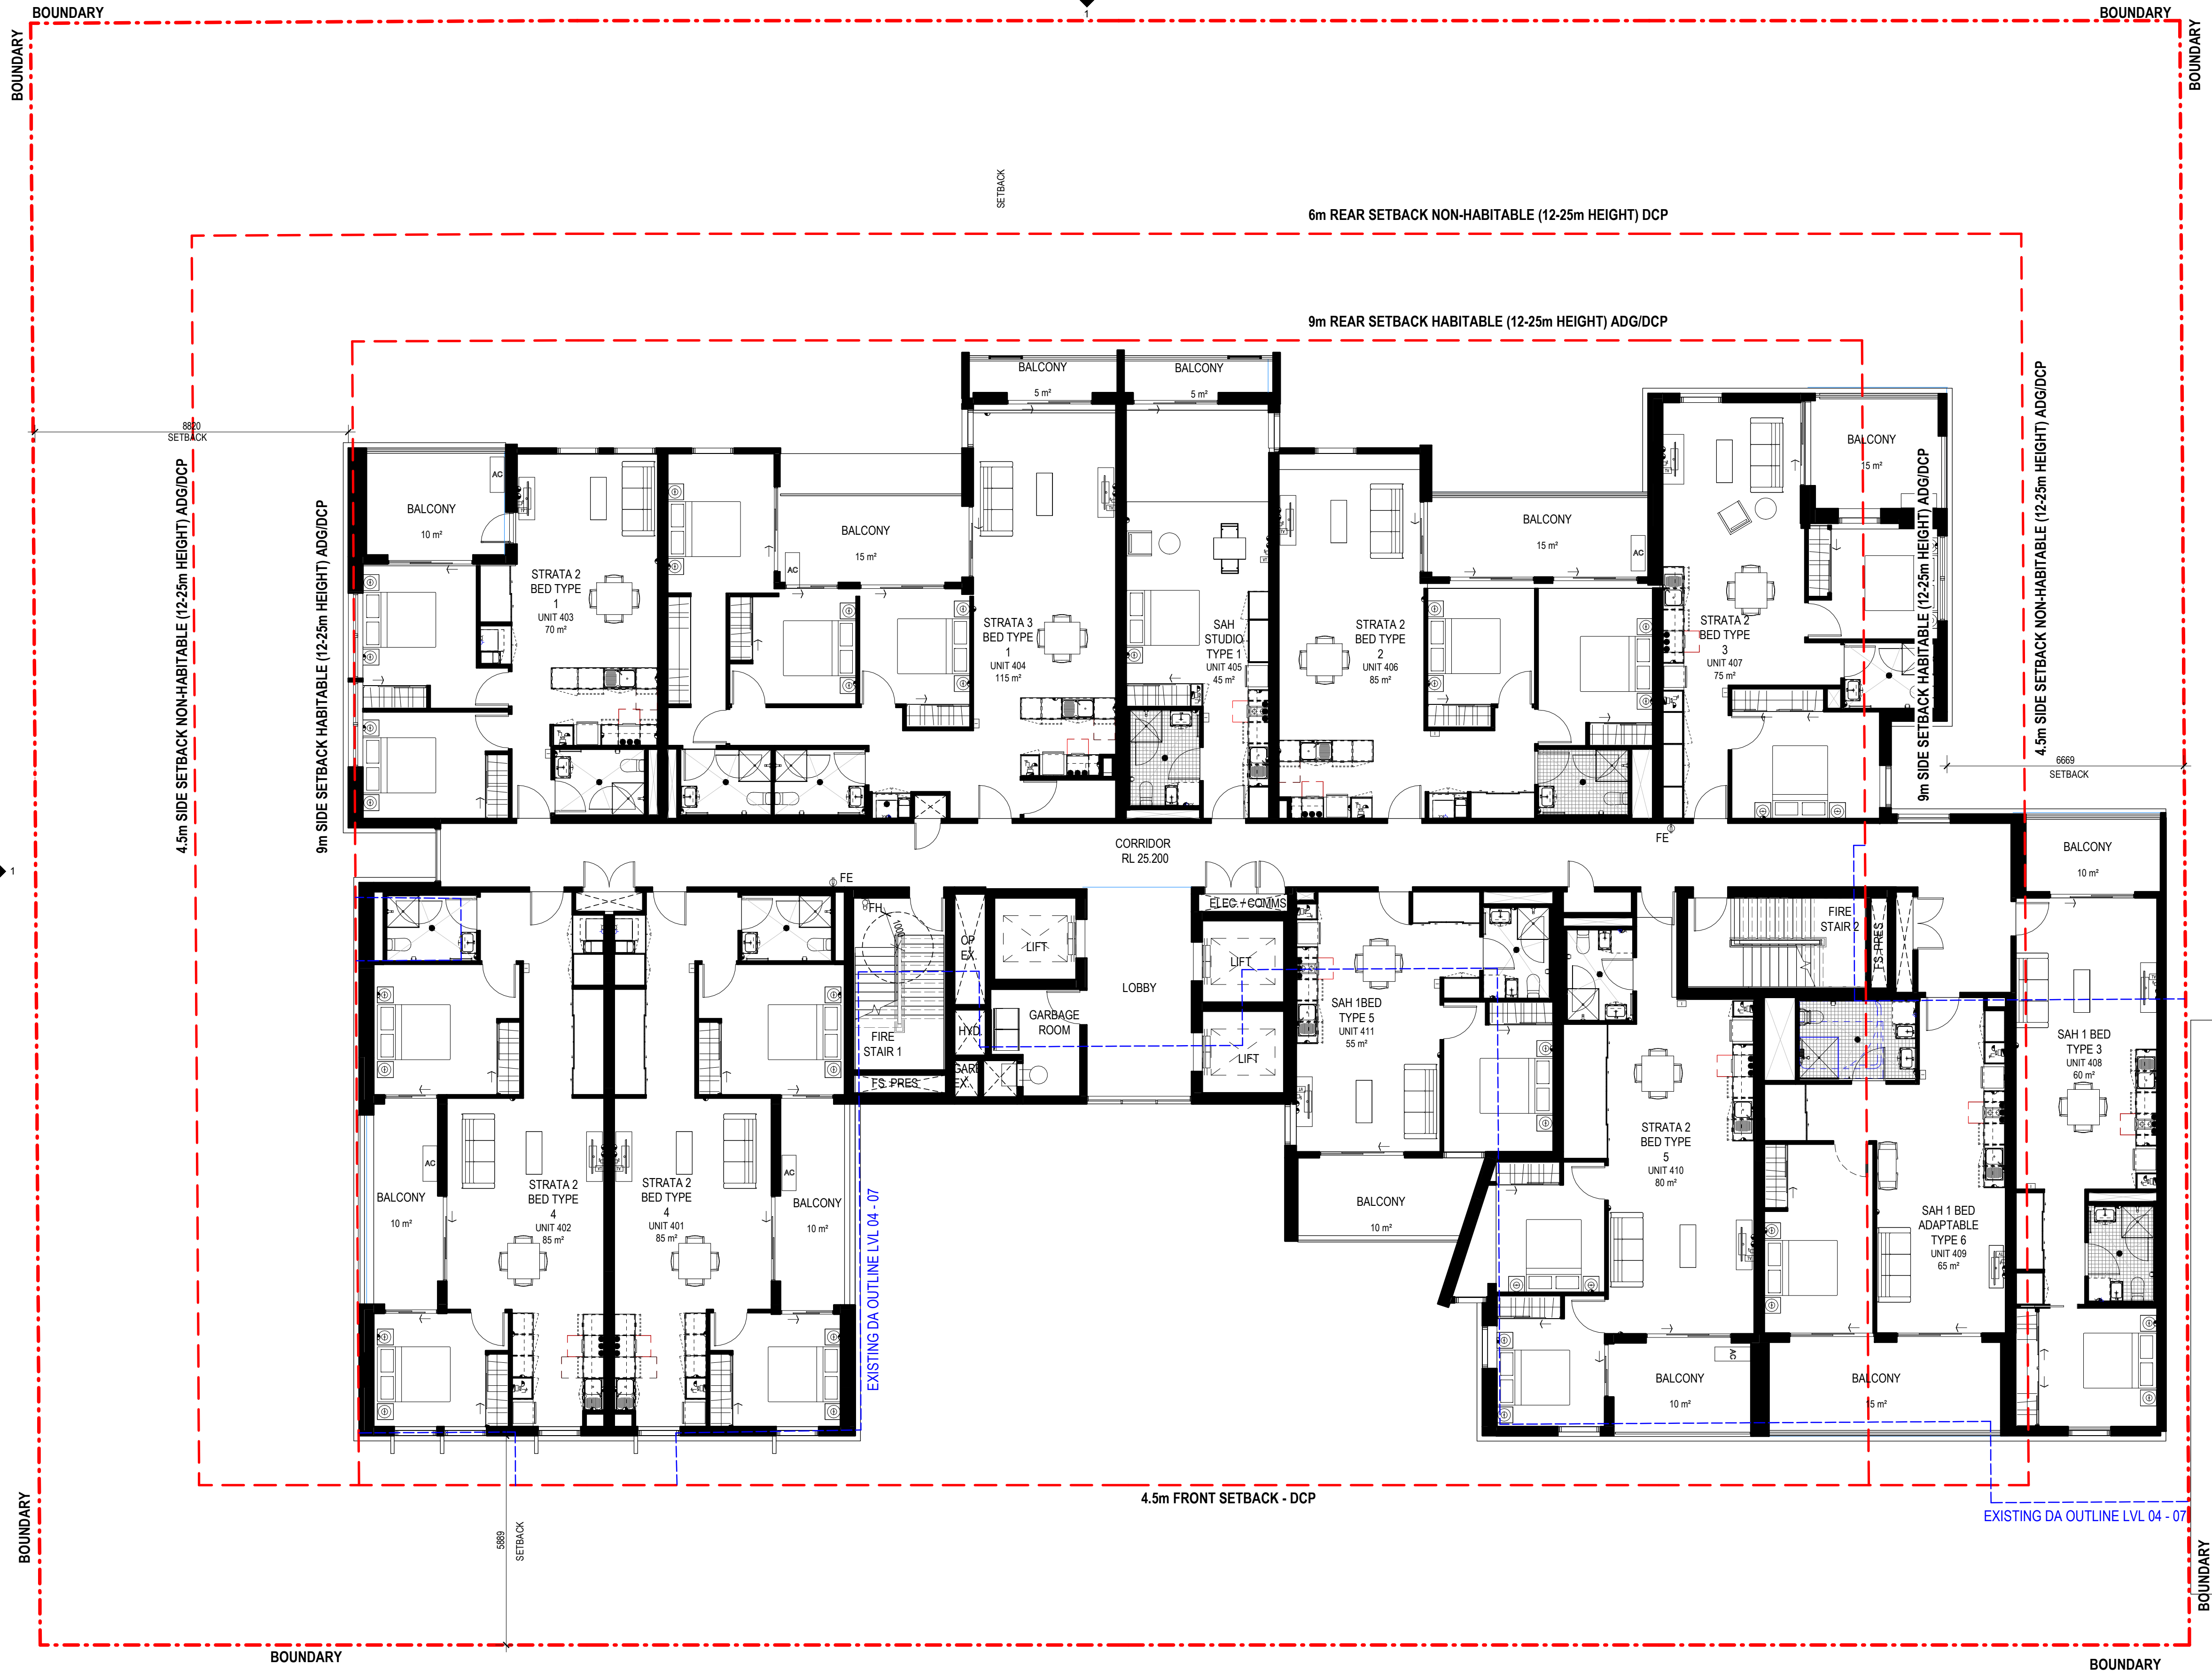 BOUNDARY
BOUNDARY
1
BOUNDARY
BOUNDARY
SETBACK
6m REAR SETBACK NON-HABITABLE (12-25m HEIGHT) DCP
9m REAR SETBACK HABITABLE (12-25m HEIGHT) ADG/DCP
8820
SETBACK
4.5m SIDE SETBACK NON-HABITABLE (12-25m HEIGHT) ADG/DCP
9m SIDE SETBACK HABITABLE (12-25m HEIGHT) ADG/DCP
BALCONY
5 m²
BALCONY
5 m²
BALCONY
10 m²
AC
BALCONY
15 m²
AC
BALCONY
15 m²
AC
BALCONY
15 m²
9m SIDE SETBACK HABITABLE (12-25m HEIGHT) ADG/DCP
4.5m SIDE SETBACK NON-HABITABLE (12-25m HEIGHT) ADG/DCP
STRATA 2
BED TYPE
1
UNIT 403
70 m²
STRATA 3
BED TYPE
1
UNIT 404
115 m²
SAH
STUDIO
TYPE 1
UNIT 405
45 m²
STRATA 2
BED TYPE
2
UNIT 406
85 m²
STRATA 2
BED TYPE
3
UNIT 407
75 m²
6669
SETBACK
1
CORRIDOR
RL 25.200
FE
FE
BALCONY
10 m²
FH
OP
EX.
LIFT
LOBBY
ELEC. / COMMS
LIFT
LIFT
HYD.
GARBAGE
ROOM
GARB
EX.
FIRE
STAIR 1
FS. PRES
FIRE
STAIR 2
FS PRES
SAH 1BED
TYPE 5
UNIT 411
55 m²
SAH 1 BED
TYPE 3
UNIT 408
60 m²
STRATA 2
BED TYPE
5
UNIT 410
80 m²
SAH 1 BED
ADAPTABLE
TYPE 6
UNIT 409
65 m²
AC
BALCONY
10 m²
STRATA 2
BED TYPE
4
UNIT 402
85 m²
STRATA 2
BED TYPE
4
UNIT 401
85 m²
AC
BALCONY
10 m²
EXISTING DA OUTLINE LVL 04 - 07
BALCONY
10 m²
BALCONY
10 m²
AC
BALCONY
15 m²
4.5m FRONT SETBACK - DCP
EXISTING DA OUTLINE LVL 04 - 07
5889
SETBACK
BOUNDARY
BOUNDARY
BOUNDARY
BOUNDARY